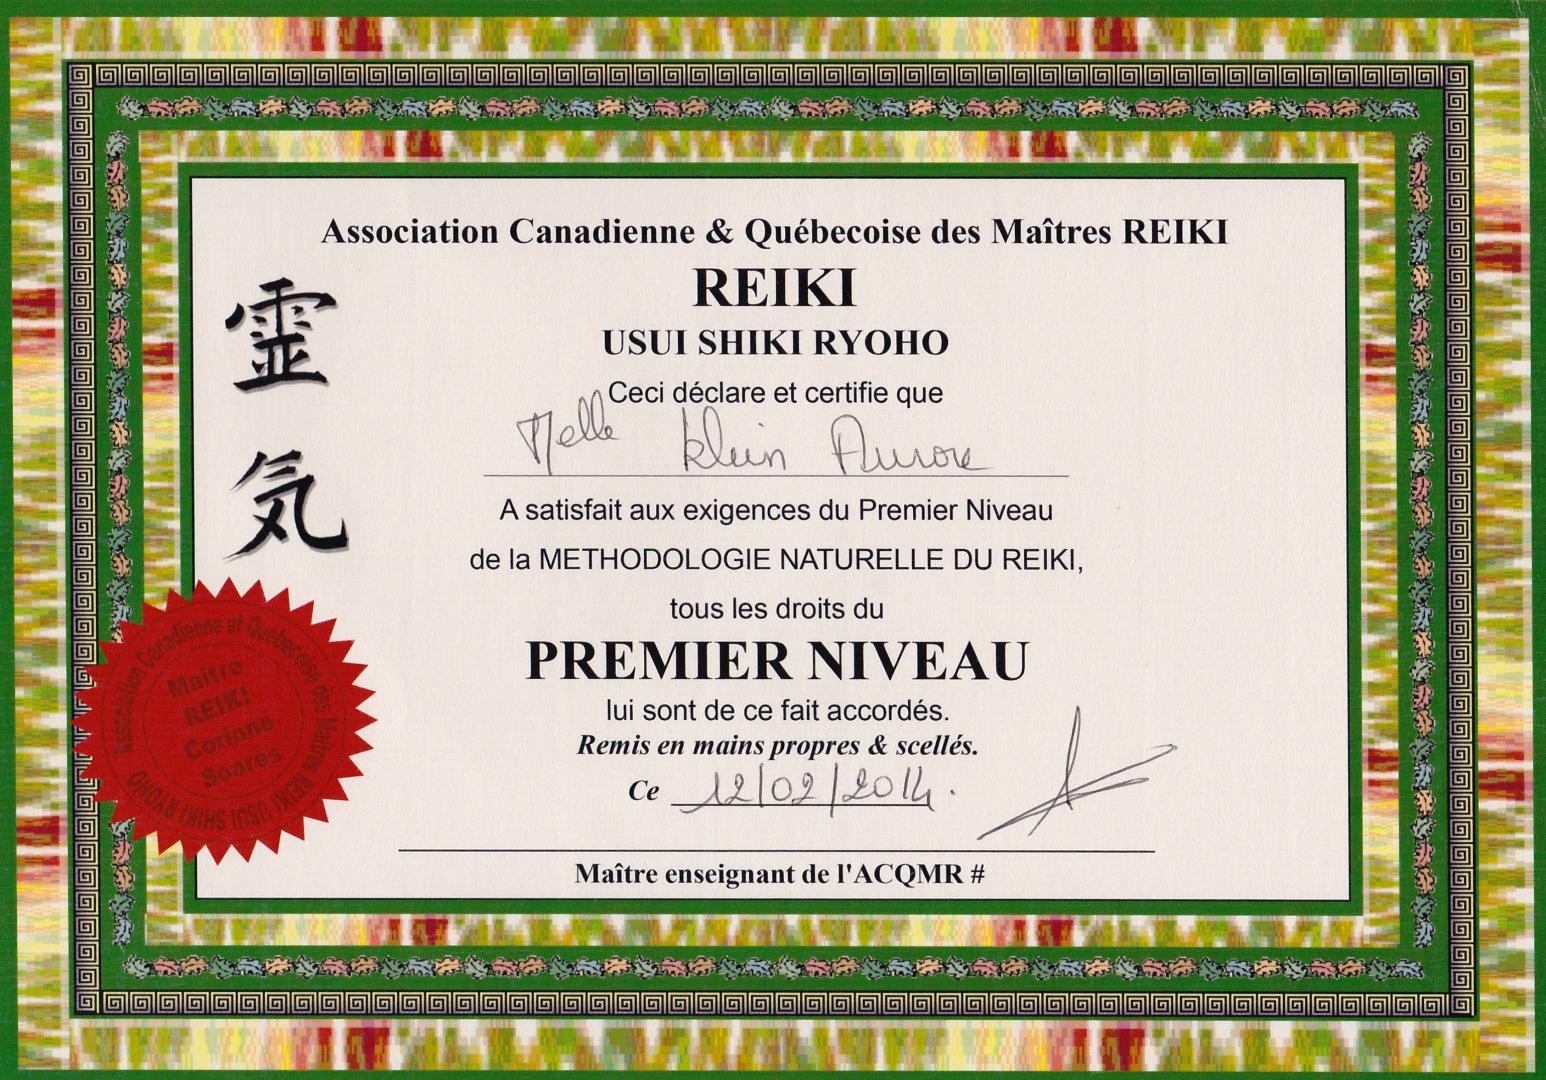 Association Canadienne & Québecoise des Maîtres REIKI
REIKI
USUI SHIKI RYOHO
靈
気
Ceci déclare et certifie que
Melle Klein Aurore
A satisfait aux exigences du Premier Niveau
de la METHODOLOGIE NATURELLE DU REIKI,
tous les droits du
PREMIER NIVEAU
lui sont de ce fait accordés.
Remis en mains propres & scellés.
Ce 12/02/2014.
Maître enseignant de l'ACQMR #
Association Canadienne et Québecoise des Maîtres REIKI USUI SHIKI RYOHO
Maître
REIKI
Corinne
Soares